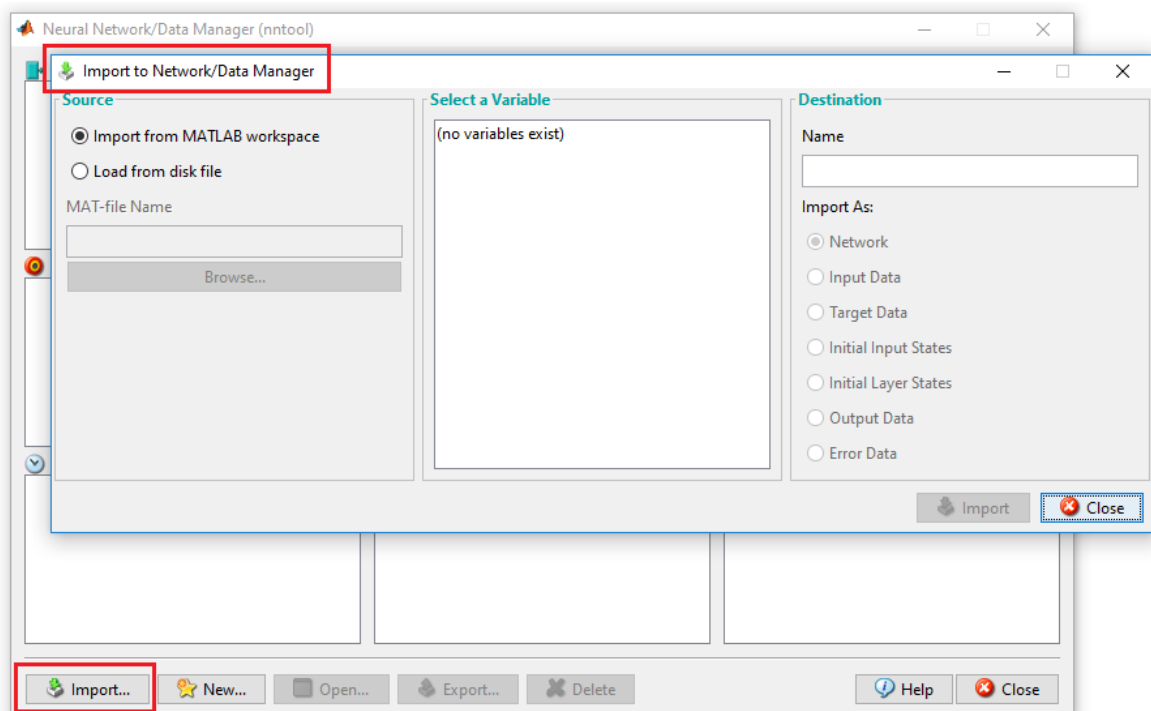 Neural Network/Data Manager (nntool)
Import to Network/Data Manager
Source
Import from MATLAB workspace
Load from disk file
MAT-file Name
Browse...
Select a Variable
(no variables exist)
Destination
Name
Import As:
Network
Input Data
Target Data
Initial Input States
Initial Layer States
Output Data
Error Data
Import
Close
Import...
New...
Open...
Export...
Delete
Help
Close